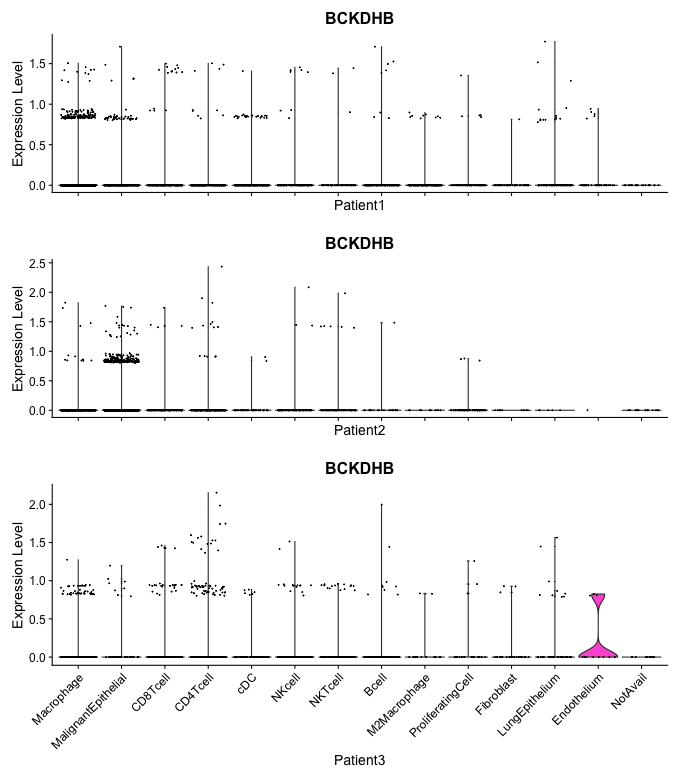 BCKDHB
Expression Level
1.5
1.0
0.5
0.0
Patient1
BCKDHB
Expression Level
2.5
2.0
1.5
1.0
0.5
0.0
Patient2
BCKDHB
Expression Level
2.0
1.5
1.0
0.5
0.0
Macrophage
MalignantEpithelial
CD8Tcell
CD4Tcell
cDC
NKcell
NKTcell
Bcell
M2Macrophage
ProliferatingCell
Fibroblast
LungEpithelium
Endothelium
NotAvail
Patient3